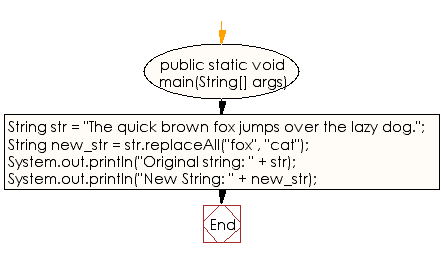 public static void
main(String[] args)
String str = "The quick brown fox jumps over the lazy dog.";
String new_str = str.replaceAll("fox", "cat");
System.out.println("Original string: " + str);
System.out.println("New String: " + new_str);
End